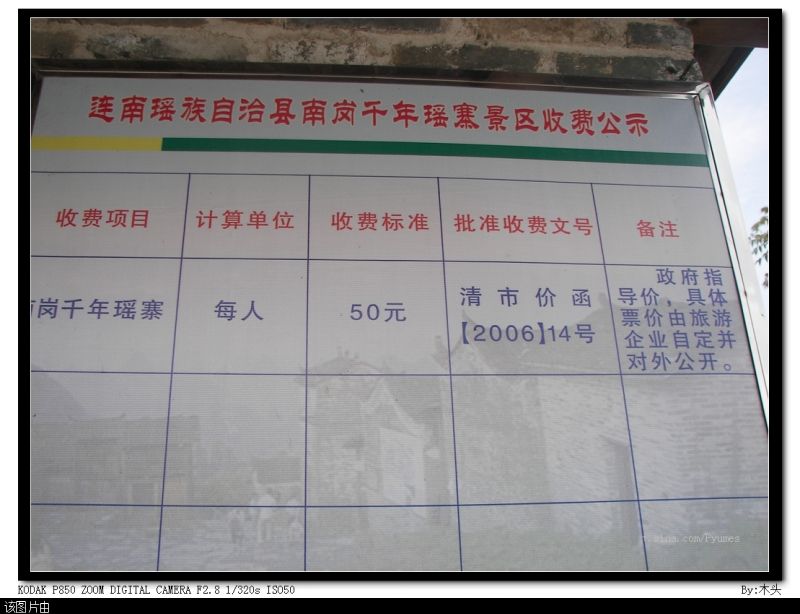 连南瑶族自治县南岗千年瑶寨景区收费公示
收费项目 计算单位 收费标准 批准收费文号 备注
南岗千年瑶寨 每人 50元 清市价函
【2006】14号
政府指
导价，具体
票价由旅游
企业自定并
对外公开。
KODAK P850 ZOOM DIGITAL CAMERA F2.8 1/320s ISO50
By:木头
该图片由